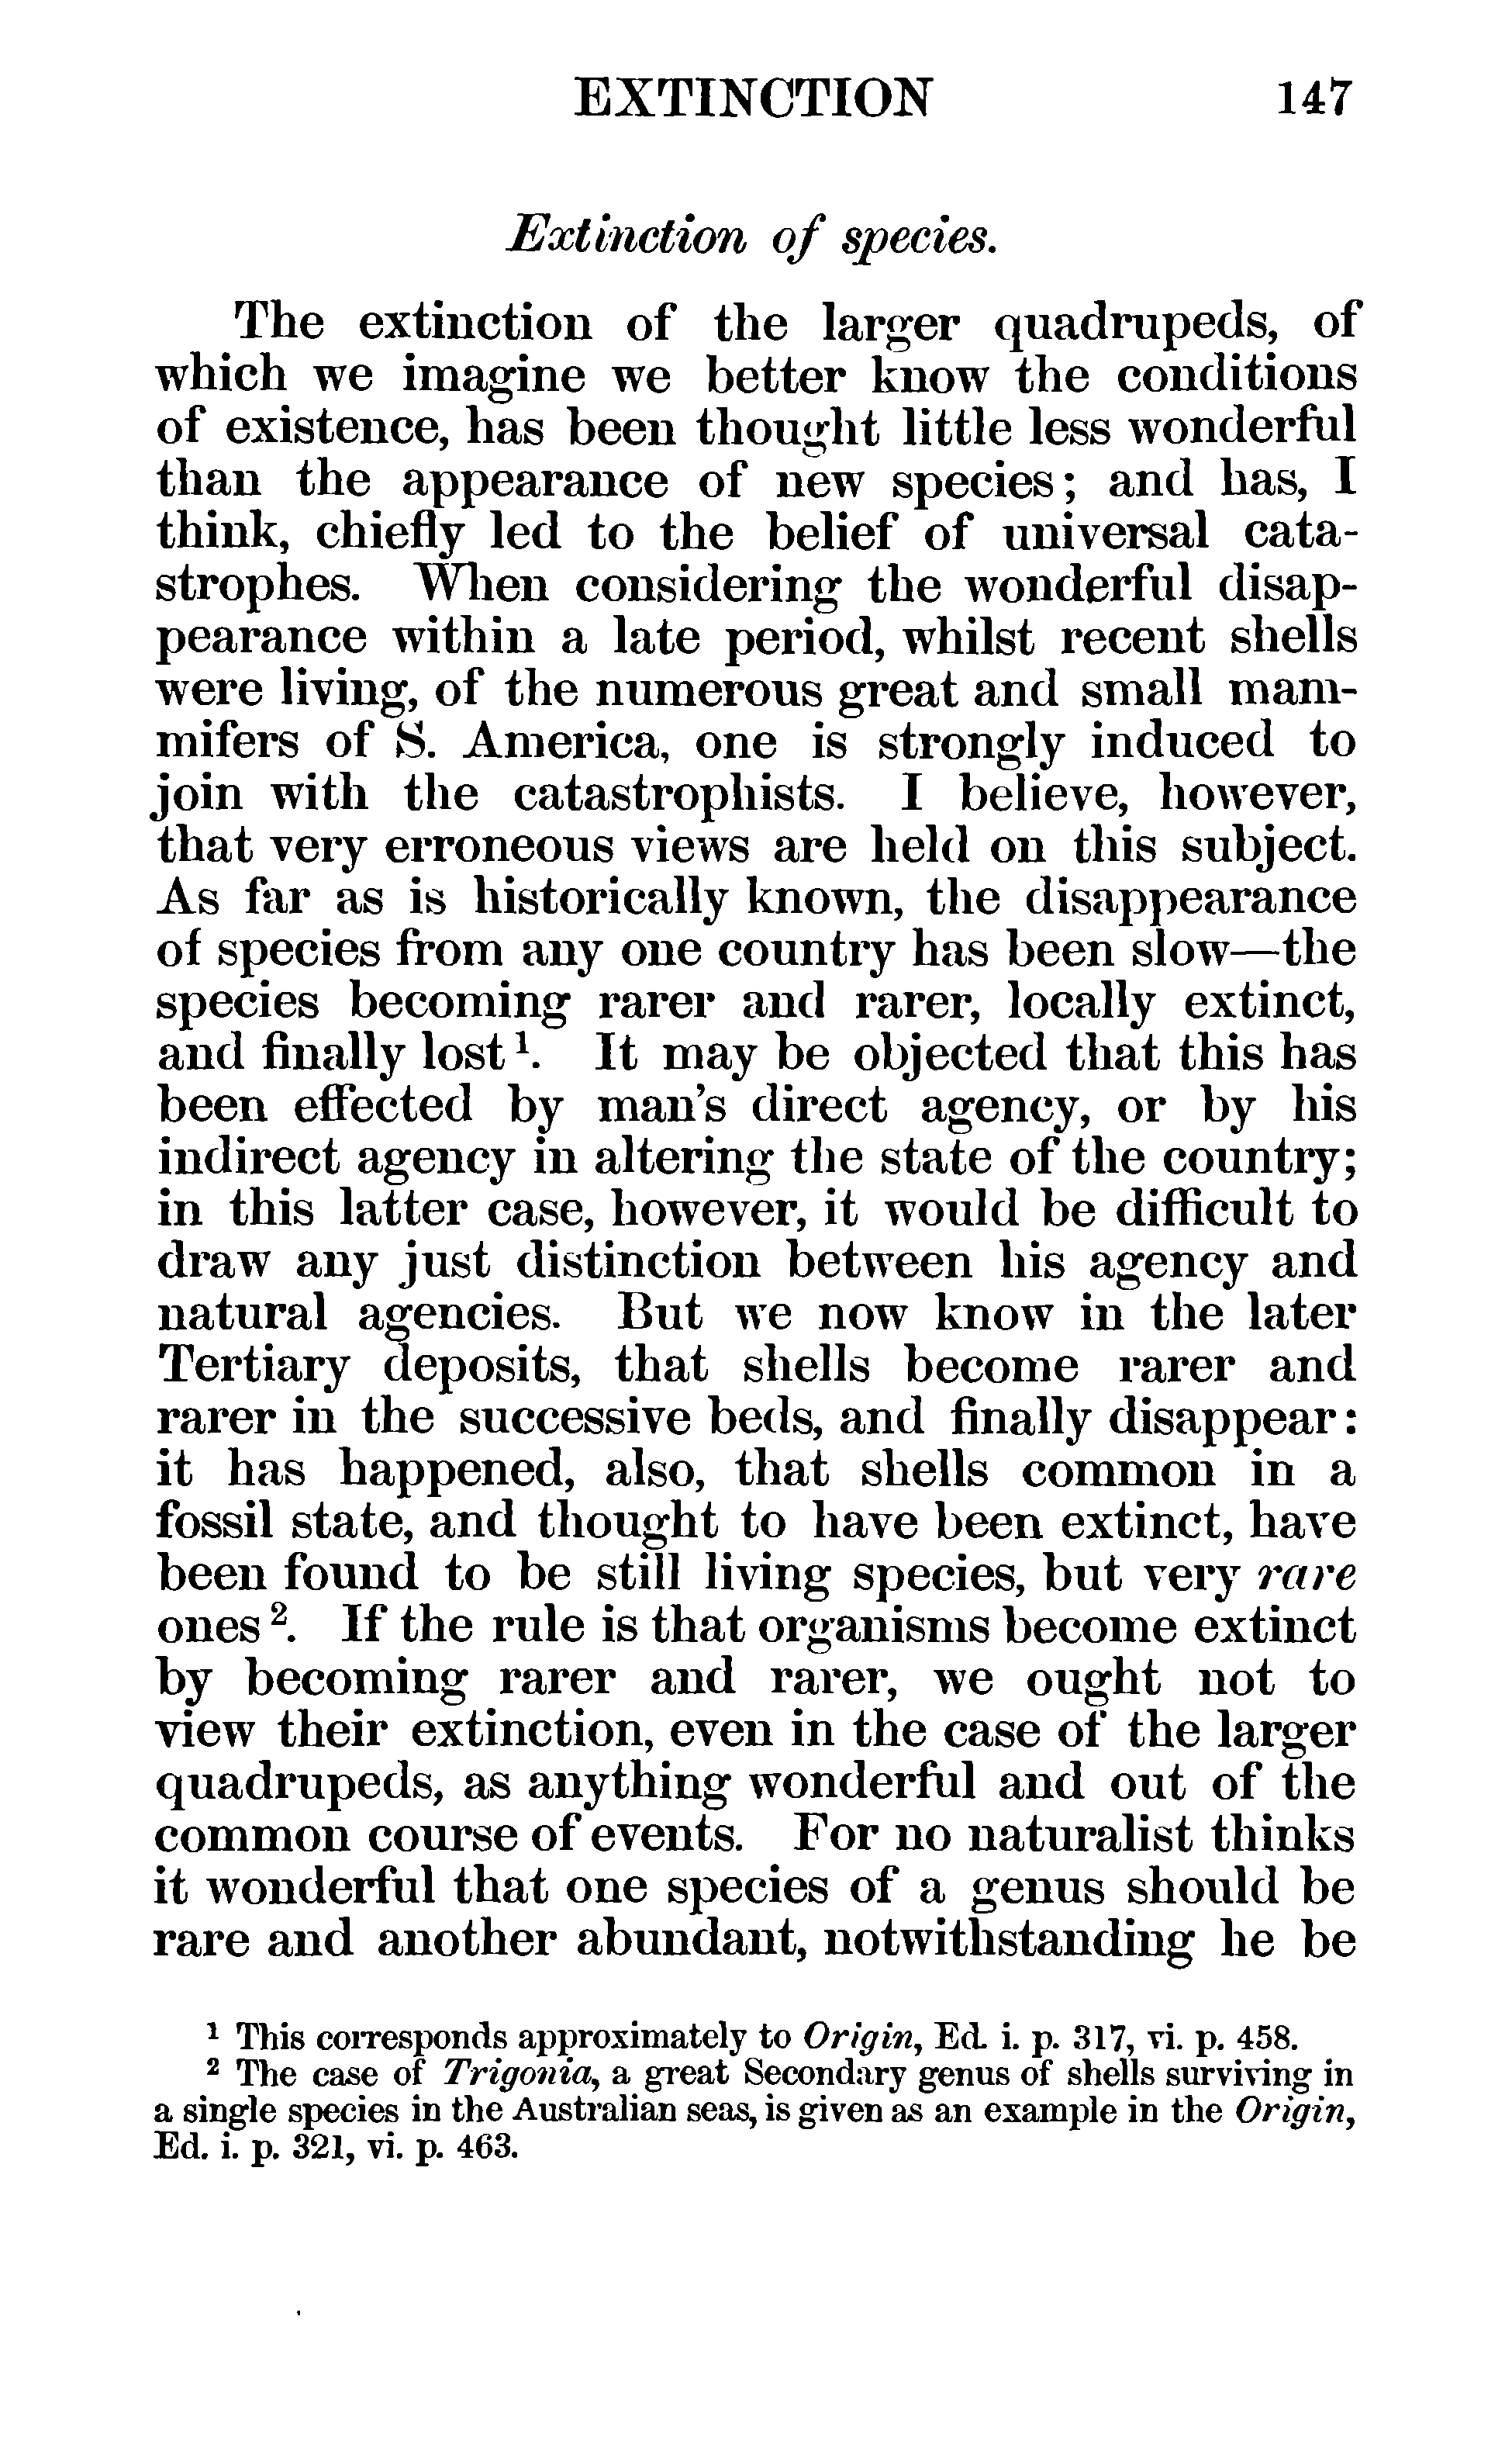 EXTINCTION 147
Extinction of species.
The extinction of the larger quadrupeds, of
which we imagine we better know the conditions
of existence, has been thought little less wonderful
than the appearance of new species; and has, I
think, chiefly led to the belief of universal cata-
strophes. When considering the wonderful disap-
pearance within a late period, whilst recent shells
were living, of the numerous great and small mam-
mifers of S. America, one is strongly induced to
join with the catastrophists. I believe, however,
that very erroneous views are held on this subject.
As far as is historically known, the disappearance
of species from any one country has been slow—the
species becoming rarer and rarer, locally extinct,
and finally lost ¹. It may be objected that this has
been effected by man's direct agency, or by his
indirect agency in altering the state of the country;
in this latter case, however, it would be difficult to
draw any just distinction between his agency and
natural agencies. But we now know in the later
Tertiary deposits, that shells become rarer and
rarer in the successive beds, and finally disappear:
it has happened, also, that shells common in a
fossil state, and thought to have been extinct, have
been found to be still living species, but very rare
ones ². If the rule is that organisms become extinct
by becoming rarer and rarer, we ought not to
view their extinction, even in the case of the larger
quadrupeds, as anything wonderful and out of the
common course of events. For no naturalist thinks
it wonderful that one species of a genus should be
rare and another abundant, notwithstanding he be
¹ This corresponds approximately to Origin, Ed. i. p. 317, vi. p. 458.
² The case of Trigonia, a great Secondary genus of shells surviving in
a single species in the Australian seas, is given as an example in the Origin,
Ed. i. p. 321, vi. p. 463.